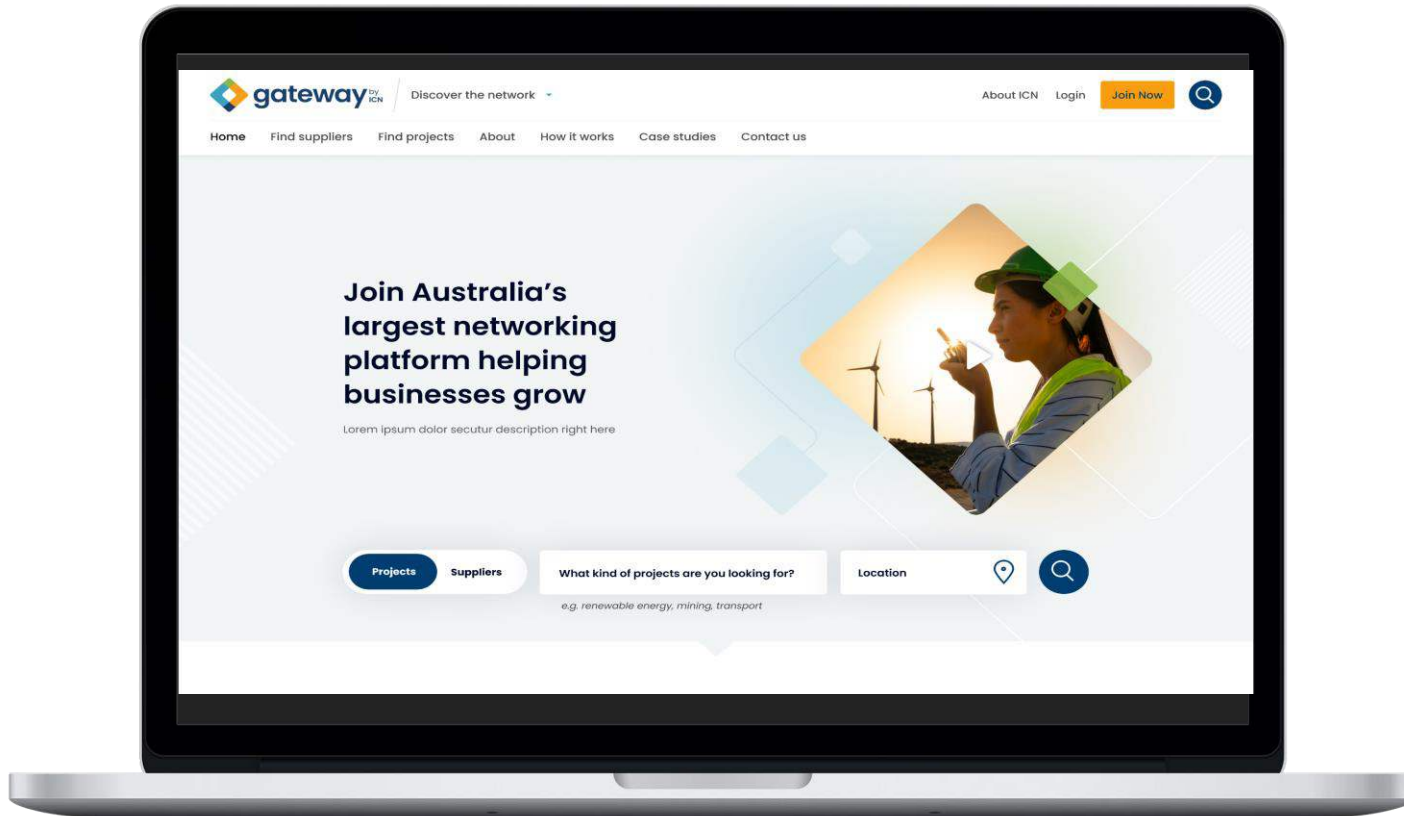 gateway by ICN
Discover the network
About ICN
Login
Join Now
Home
Find suppliers
Find projects
About
How it works
Case studies
Contact us
Join Australia's
largest networking
platform helping
businesses grow
Lorem ipsum dolor secutur description right here
Projects
Suppliers
What kind of projects are you looking for?
Location
e.g. renewable energy, mining, transport